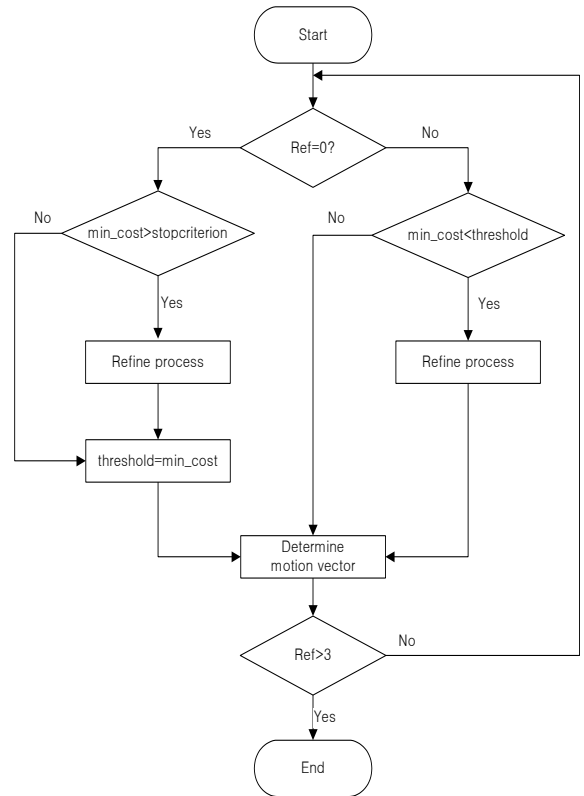 Start
Ref=0?
Yes
No
min_cost>stopcriterion
No
Yes
min_cost<threshold
No
Yes
Refine process
Refine process
threshold=min_cost
Determine
motion vector
Ref>3
No
Yes
End